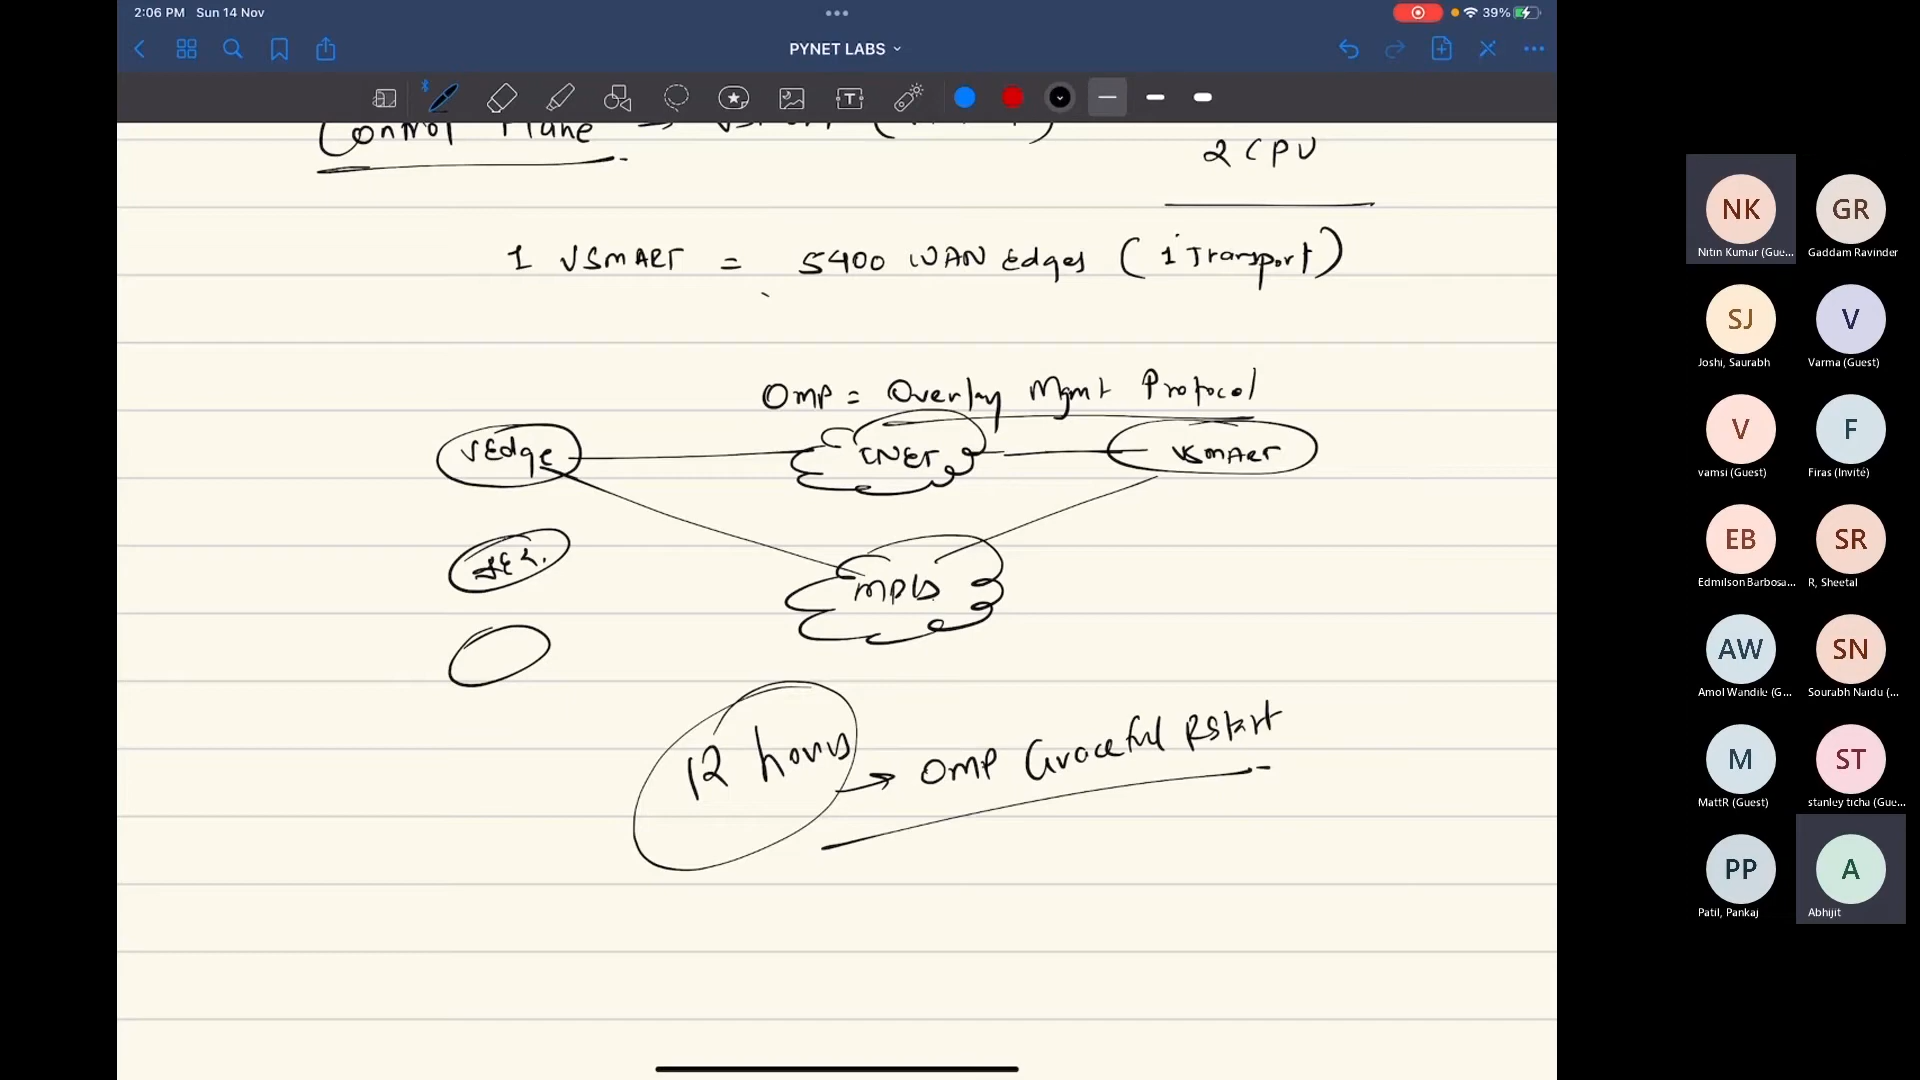 2:06 PM Sun 14 Nov
39%
PYNET LABS
Control Plane →
2 CPU
1 VSMART = 5400 WAN Edges (1 Transport)
OMP = Overlay Mgmt Protocol
vEdge
INET
vSMART
MPLS
12 hours → OMP Graceful Rstart
NK
Nitin Kumar (Gue...
GR
Gaddam Ravinder
SJ
Joshi, Saurabh
V
Varma (Guest)
V
vamsi (Guest)
F
Firas (Invité)
EB
Edmilson Barbosa...
SR
R, Sheetal
AW
Amol Wandile (G...
SN
Sourabh Naidu (...
M
MattR (Guest)
ST
stanley ticha (Gue...
PP
Patil, Pankaj
A
Abhijit